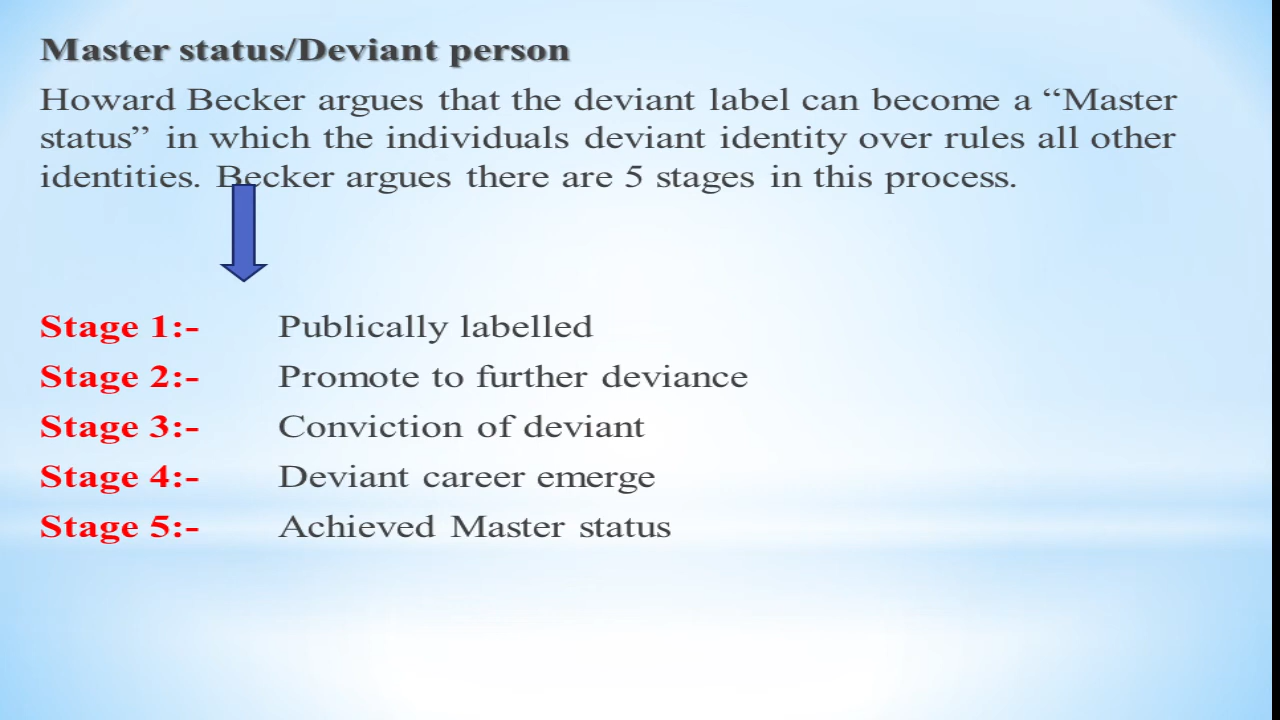 Master status/Deviant person
Howard Becker argues that the deviant label can become a “Master
status” in which the individuals deviant identity over rules all other
identities. Becker argues there are 5 stages in this process.
Stage 1:- Publically labelled
Stage 2:- Promote to further deviance
Stage 3:- Conviction of deviant
Stage 4:- Deviant career emerge
Stage 5:- Achieved Master status